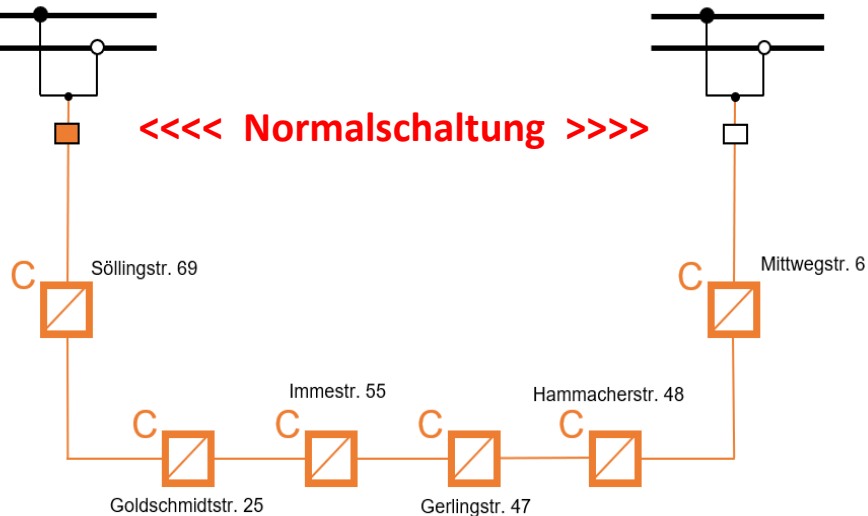 <<<< Normalschaltung >>>>
C Söllingstr. 69
C Mittwegstr. 6
Immestr. 55
Hammacherstr. 48
C C C C
Goldschmidtstr. 25
Gerlingstr. 47